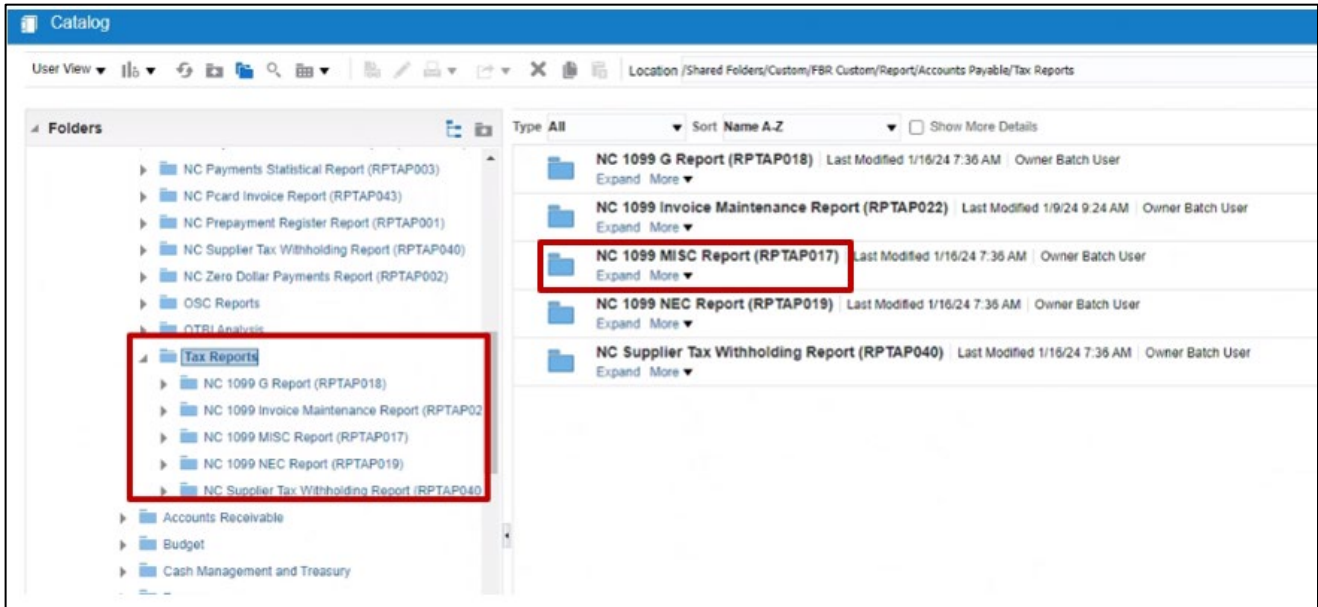 Catalog
User View
Location /Shared Folders/Custom/FBR Custom/Report/Accounts Payable/Tax Reports
Folders
NC Payments Statistical Report (RPTAP003)
NC Pcard Invoice Report (RPTAP043)
NC Prepayment Register Report (RPTAP001)
NC Supplier Tax Withholding Report (RPTAP040)
NC Zero Dollar Payments Report (RPTAP002)
OSC Reports
OTBI Analysis
Tax Reports
NC 1099 G Report (RPTAP018)
NC 1099 Invoice Maintenance Report (RPTAP02
NC 1099 MISC Report (RPTAP017)
NC 1099 NEC Report (RPTAP019)
NC Supplier Tax Withholding Report (RPTAP040
Accounts Receivable
Budget
Cash Management and Treasury
Type All Sort Name A-Z Show More Details
NC 1099 G Report (RPTAP018) Last Modified 1/16/24 7:36 AM Owner Batch User
Expand More
NC 1099 Invoice Maintenance Report (RPTAP022) Last Modified 1/9/24 9:24 AM Owner Batch User
Expand More
NC 1099 MISC Report (RPTAP017) Last Modified 1/16/24 7:36 AM Owner Batch User
Expand More
NC 1099 NEC Report (RPTAP019) Last Modified 1/16/24 7:36 AM Owner Batch User
Expand More
NC Supplier Tax Withholding Report (RPTAP040) Last Modified 1/16/24 7:36 AM Owner Batch User
Expand More